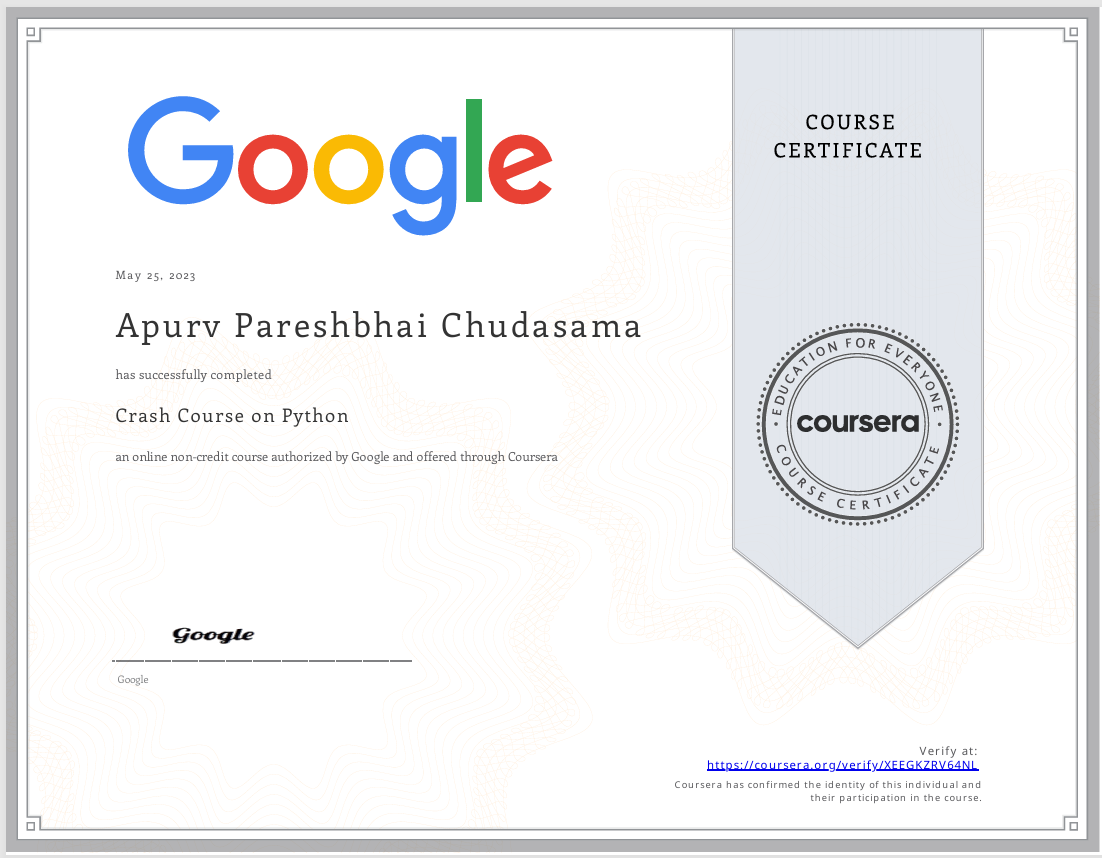 Google
COURSE
CERTIFICATE
May 25, 2023
Apurv Pareshbhai Chudasama
has successfully completed
Crash Course on Python
an online non-credit course authorized by Google and offered through Coursera
EDUCATION FOR EVERYONE
coursera
COURSE CERTIFICATE
Google
Google
Verify at:
https://coursera.org/verify/XEEGKZRV64NL
Coursera has confirmed the identity of this individual and
their participation in the course.